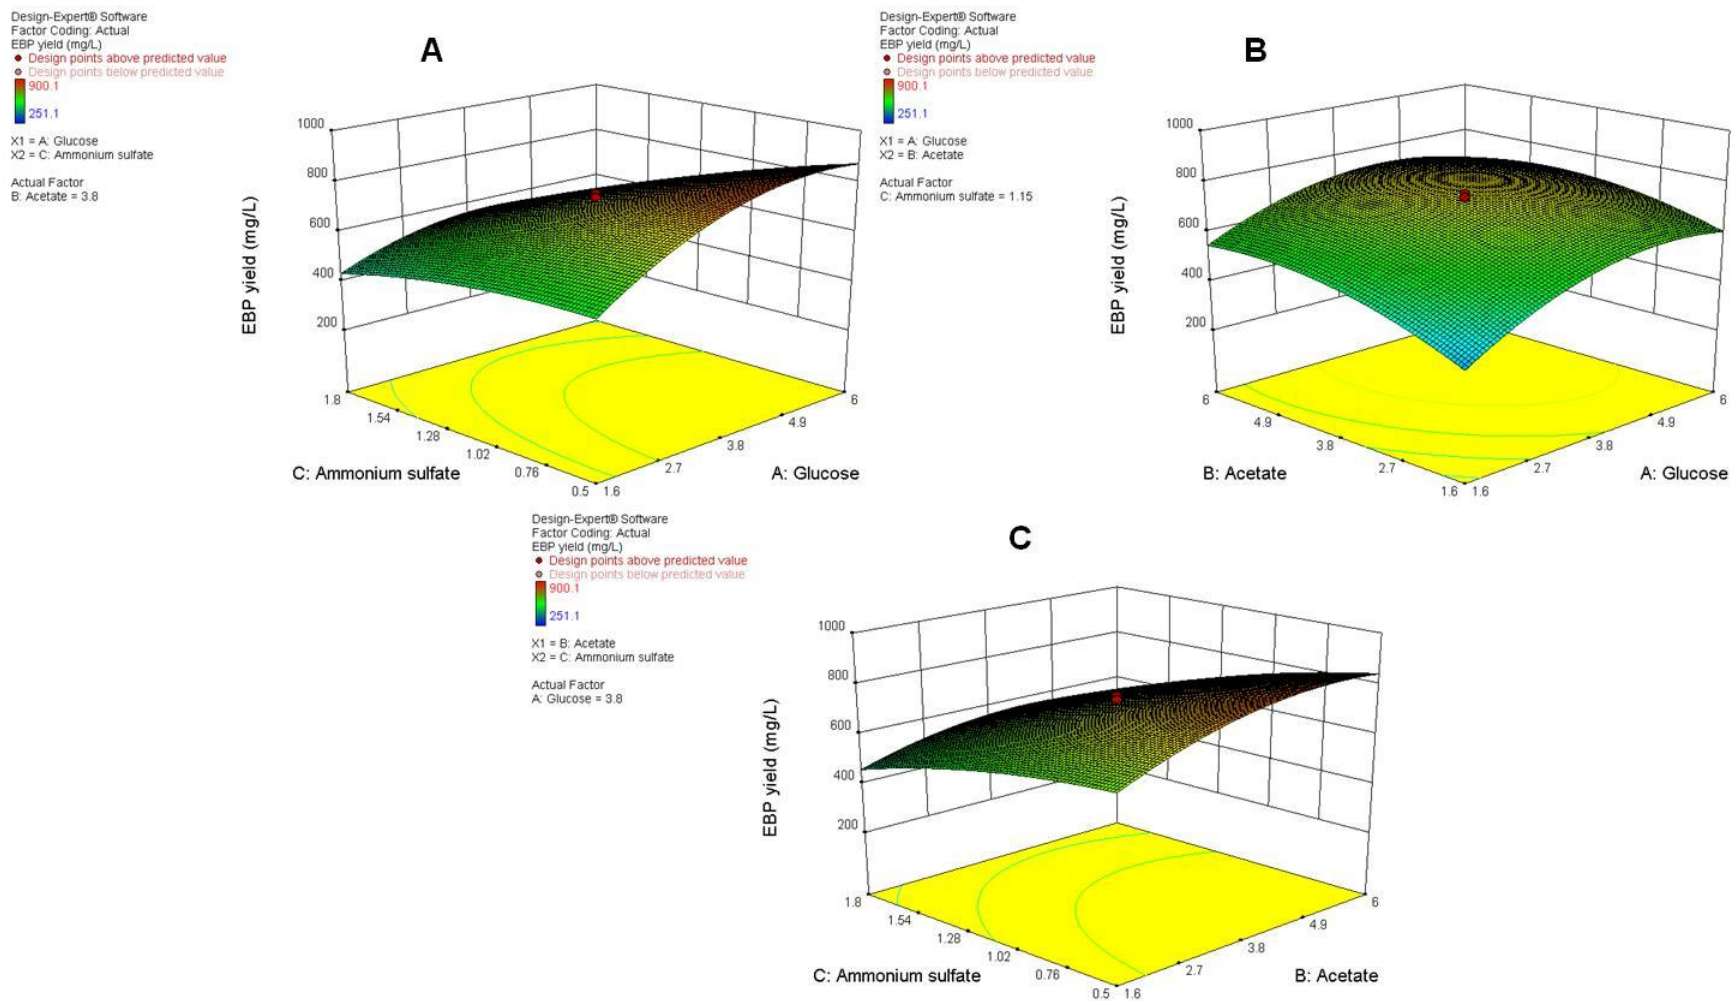 Design-Expert® Software
Factor Coding: Actual
EBP yield (mg/L)
Design points above predicted value
Design points below predicted value
900.1
251.1
X1 = A: Glucose
X2 = C: Ammonium sulfate
Actual Factor
B: Acetate = 3.8
A
EBP yield (mg/L)
1000
800
600
400
200
1.8
1.54
1.28
1.02
0.76
0.5
1.6
2.7
3.8
4.9
6
C: Ammonium sulfate
A: Glucose
Design-Expert® Software
Factor Coding: Actual
EBP yield (mg/L)
Design points above predicted value
Design points below predicted value
900.1
251.1
X1 = A: Glucose
X2 = B: Acetate
Actual Factor
C: Ammonium sulfate = 1.15
B
EBP yield (mg/L)
1000
800
600
400
200
6
4.9
3.8
2.7
1.6
1.6
2.7
3.8
4.9
6
B: Acetate
A: Glucose
Design-Expert® Software
Factor Coding: Actual
EBP yield (mg/L)
Design points above predicted value
Design points below predicted value
900.1
251.1
X1 = B: Acetate
X2 = C: Ammonium sulfate
Actual Factor
A: Glucose = 3.8
C
EBP yield (mg/L)
1000
800
600
400
200
1.8
1.54
1.28
1.02
0.76
0.5
1.6
2.7
3.8
4.9
6
C: Ammonium sulfate
B: Acetate